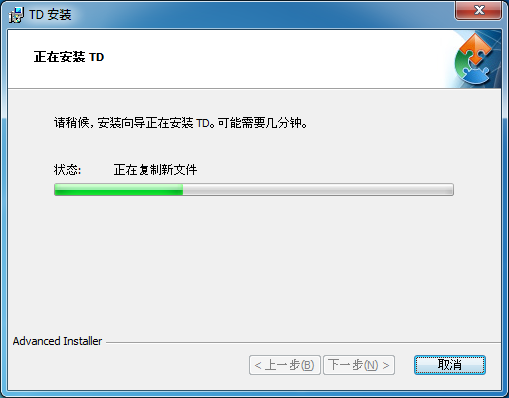 TD 安装
正在安装 TD
请稍候，安装向导正在安装 TD。可能需要几分钟。
状态: 正在复制新文件
Advanced Installer
< 上一步(B) 下一步(N) > 取消